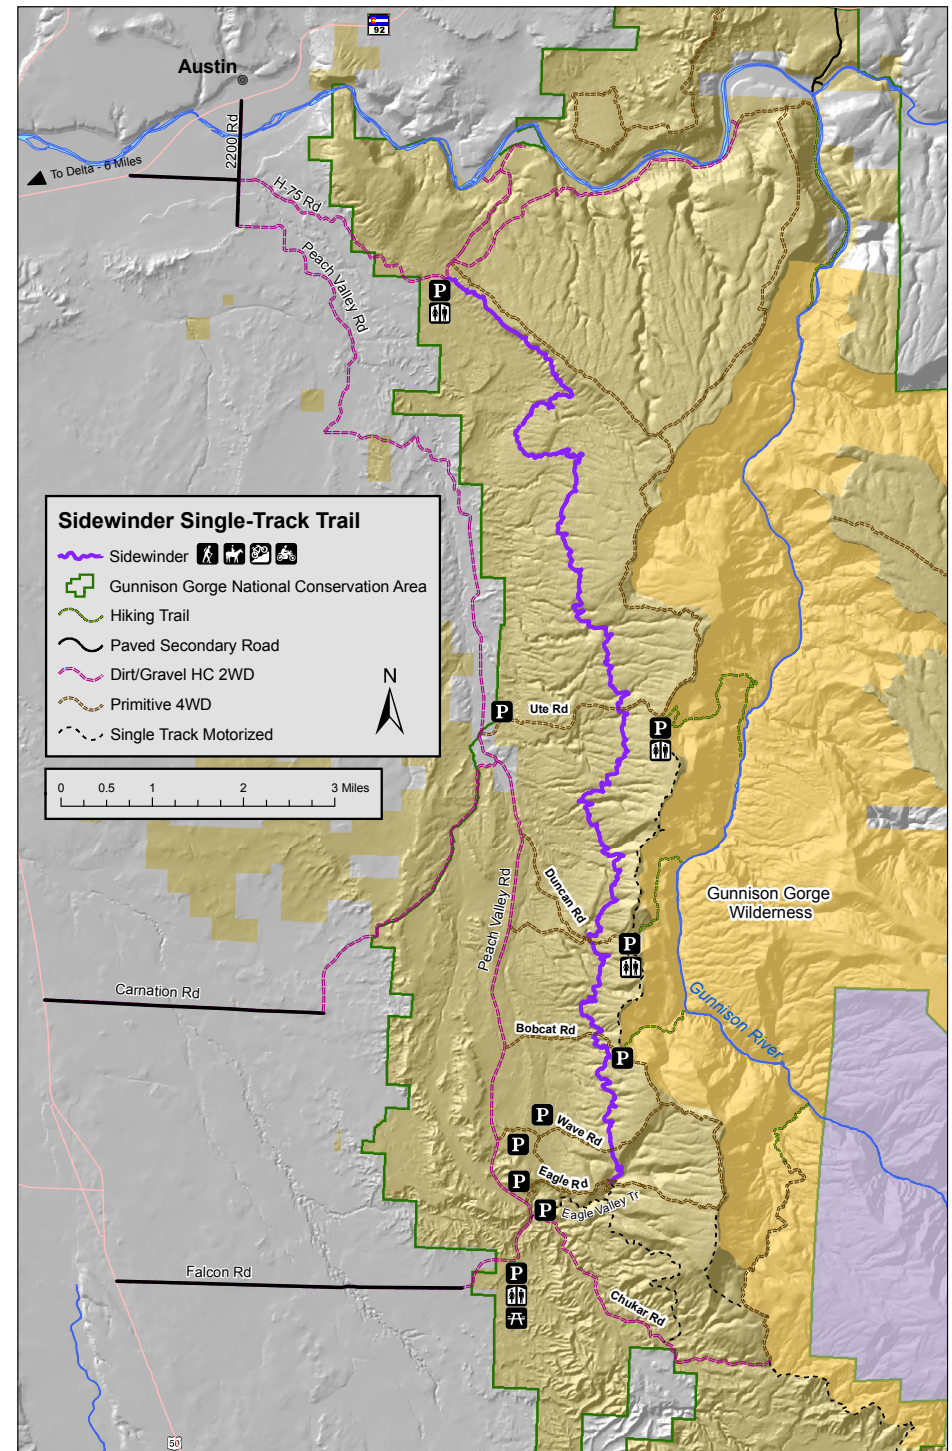 92
Austin
2200 Rd
To Delta - 6 Miles
H-75 Rd
Peach Valley Rd
P
Sidewinder Single-Track Trail
Sidewinder
Gunnison Gorge National Conservation Area
Hiking Trail
Paved Secondary Road
Dirt/Gravel HC 2WD
Primitive 4WD
Single Track Motorized
N
0 0.5 1 2 3 Miles
P
Ute Rd
P
Duncan Rd
Peach Valley Rd
Gunnison Gorge
Wilderness
P
Carnation Rd
Gunnison River
Bobcat Rd
P
P
Wave Rd
P
Eagle Rd
P
Eagle Valley Tr
P
Falcon Rd
P
Chukar Rd
50